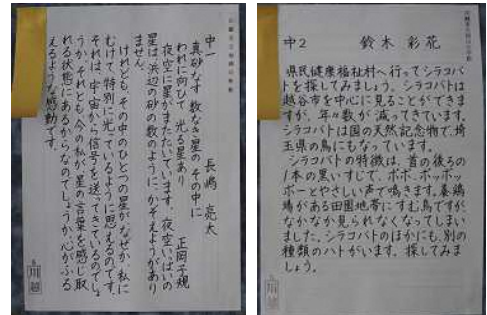 中一　長嶋　亮太
真砂なす　数なき星の　その中に
われに向ひて　光る星あり
正岡子規
夜空に星がまたたいています。夜空いっぱいの
星は浜辺の砂の数のように、かぞえようがあり
ません。
けれども、その中のひとつの星がなぜか、私に
むけて特別に光っているように思えるのです。
それは、宇宙から信号を送ってきているのでしょ
うか、それとも、今の私が星の言葉を感じ取
れる状態にあるからなのでしょうか。心がふる
えるような感動です。
川越
中2　鈴木　彩花
県民健康福祉村へ行ってシラコバ
トを探してみましょう。シラコバトは
越谷市を中心に見ることができま
すが、年々数が減ってきています。
シラコバトは国の天然記念物で、埼
玉県の鳥にもなっています。
シラコバトの特徴は、首の後ろの
1本の黒いすじで、ポポ、ポッポッ
ポーとやさしい声で鳴きます。養鶏
場がある田園地帯にすむ鳥ですが
なかなか見られなくなってしまい
ました。シラコバトのほかにも、別の
種類のハトがいます。探してみま
しょう。